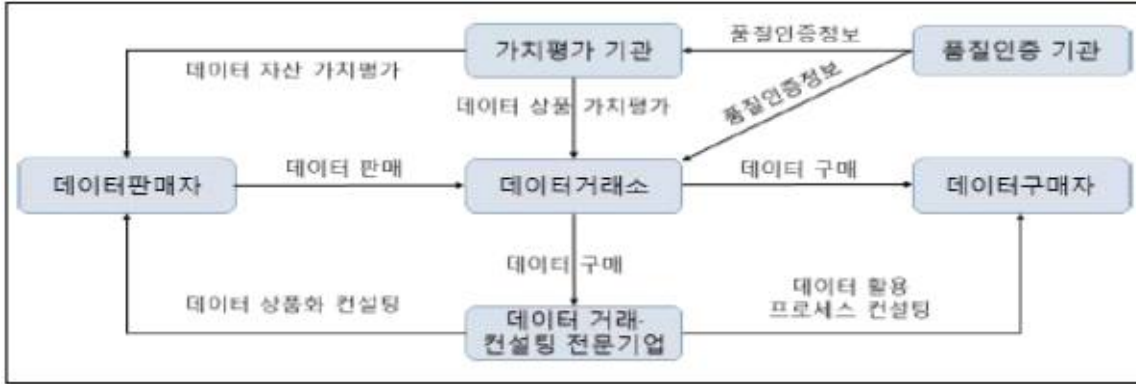 가치평가 기관
품질인증정보
품질인증 기관
데이터 자산 가치평가
데이터 상품 가치평가
품질인증정보
데이터판매자
데이터 판매
데이터거래소
데이터 구매
데이터구매자
데이터 구매
데이터 상품화 컨설팅
데이터 거래·
컨설팅 전문기업
데이터 활용
프로세스 컨설팅